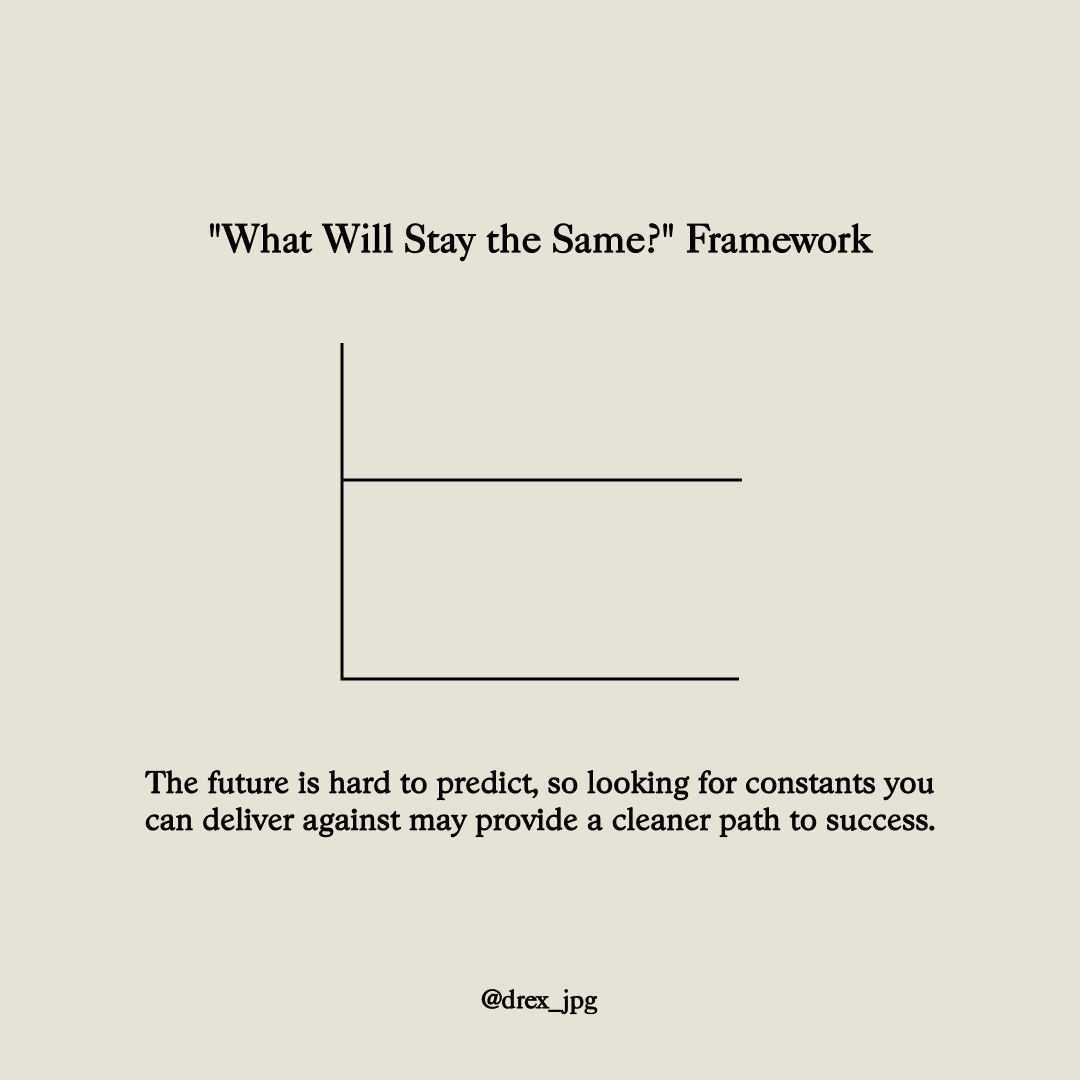 "What Will Stay the Same?" Framework
The future is hard to predict, so looking for constants you
can deliver against may provide a cleaner path to success.
@drex_jpg